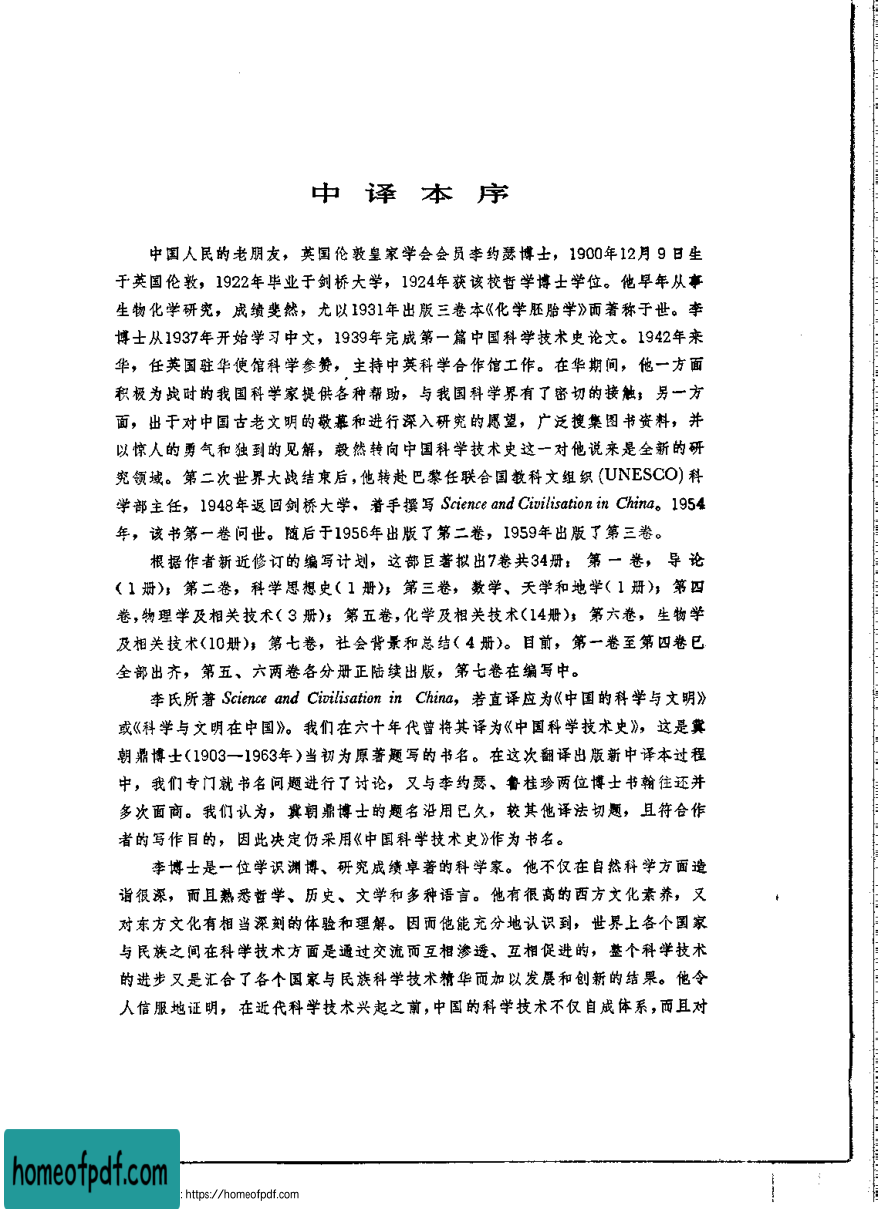 中译本序
中国人民的老朋友，英国伦敦皇家学会会员李约瑟博士，1900年12月9日生
于英国伦敦，1922年毕业于剑桥大学，1924年获该校哲学博士学位。他早年从事
生物化学研究，成绩斐然，尤以1931年出版三卷本《化学胚胎学》而著称于世。李
博士从1937年开始学习中文，1939年完成第一篇中国科学技术史论文。1942年来
华，任英国驻华使馆科学参赞，主持中英科学合作馆工作。在华期间，他一方面
积极为战时的我国科学家提供各种帮助，与我国科学界有了密切的接触；另一方
面，出于对中国古老文明的敬慕和进行深入研究的愿望，广泛搜集图书资料，并
以惊人的勇气和独到的见解，毅然转向中国科学技术史这一对他说来是全新的研
究领域。第二次世界大战结束后，他转赴巴黎任联合国教科文组织(UNESCO)科
学部主任，1948年返回剑桥大学，着手撰写 Science and Civilisation in China。1954
年，该书第一卷问世。随后于1956年出版了第二卷，1959年出版了第三卷。
根据作者新近修订的编写计划，这部巨著拟出7卷共34册：第一卷，导论
(1册)；第二卷，科学思想史(1册)；第三卷，数学、天学和地学(1册)；第四
卷，物理学及相关技术(3册)；第五卷，化学及相关技术(14册)；第六卷，生物学
及相关技术(10册)；第七卷，社会背景和总结(4册)。目前，第一卷至第四卷已
全部出齐，第五、六两卷各分册正陆续出版，第七卷在编写中。
李氏所著 Science and Civilisation in China，若直译应为《中国的科学与文明》
或《科学与文明在中国》。我们在六十年代曾将其译为《中国科学技术史》，这是冀
朝鼎博士(1903—1963年)当初为原著题写的书名。在这次翻译出版新中译本过程
中，我们专门就书名问题进行了讨论，又与李约瑟、鲁桂珍两位博士书翰往还并
多次面商。我们认为，冀朝鼎博士的题名沿用已久，较其他译法切题，且符合作
者的写作目的，因此决定仍采用《中国科学技术史》作为书名。
李博士是一位学识渊博、研究成绩卓著的科学家。他不仅在自然科学方面造
诣很深，而且熟悉哲学、历史、文学和多种语言。他有很高的西方文化素养，又
对东方文化有相当深刻的体验和理解。因而他能充分地认识到，世界上各个国家
与民族之间在科学技术方面是通过交流而互相渗透、互相促进的，整个科学技术
的进步又是汇合了各个国家与民族科学技术精华而加以发展和创新的结果。他令
人信服地证明，在近代科学技术兴起之前，中国的科学技术不仅自成体系，而且对
homeofpdf.com
: https://homeofpdf.com